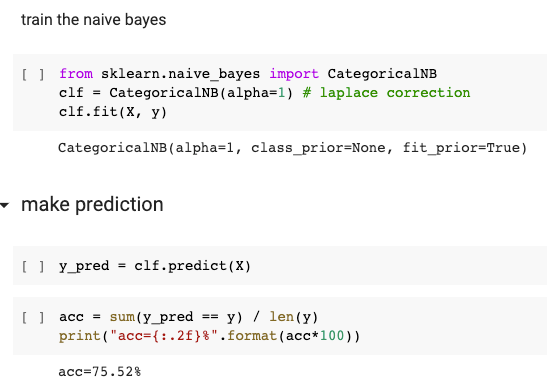 train the naive bayes
[ ] from sklearn.naive_bayes import CategoricalNB
clf = CategoricalNB(alpha=1) # laplace correction
clf.fit(X, y)
CategoricalNB(alpha=1, class_prior=None, fit_prior=True)
make prediction
[ ] y_pred = clf.predict(X)
[ ] acc = sum(y_pred == y) / len(y)
print("acc={:.2f}%".format(acc*100))
acc=75.52%